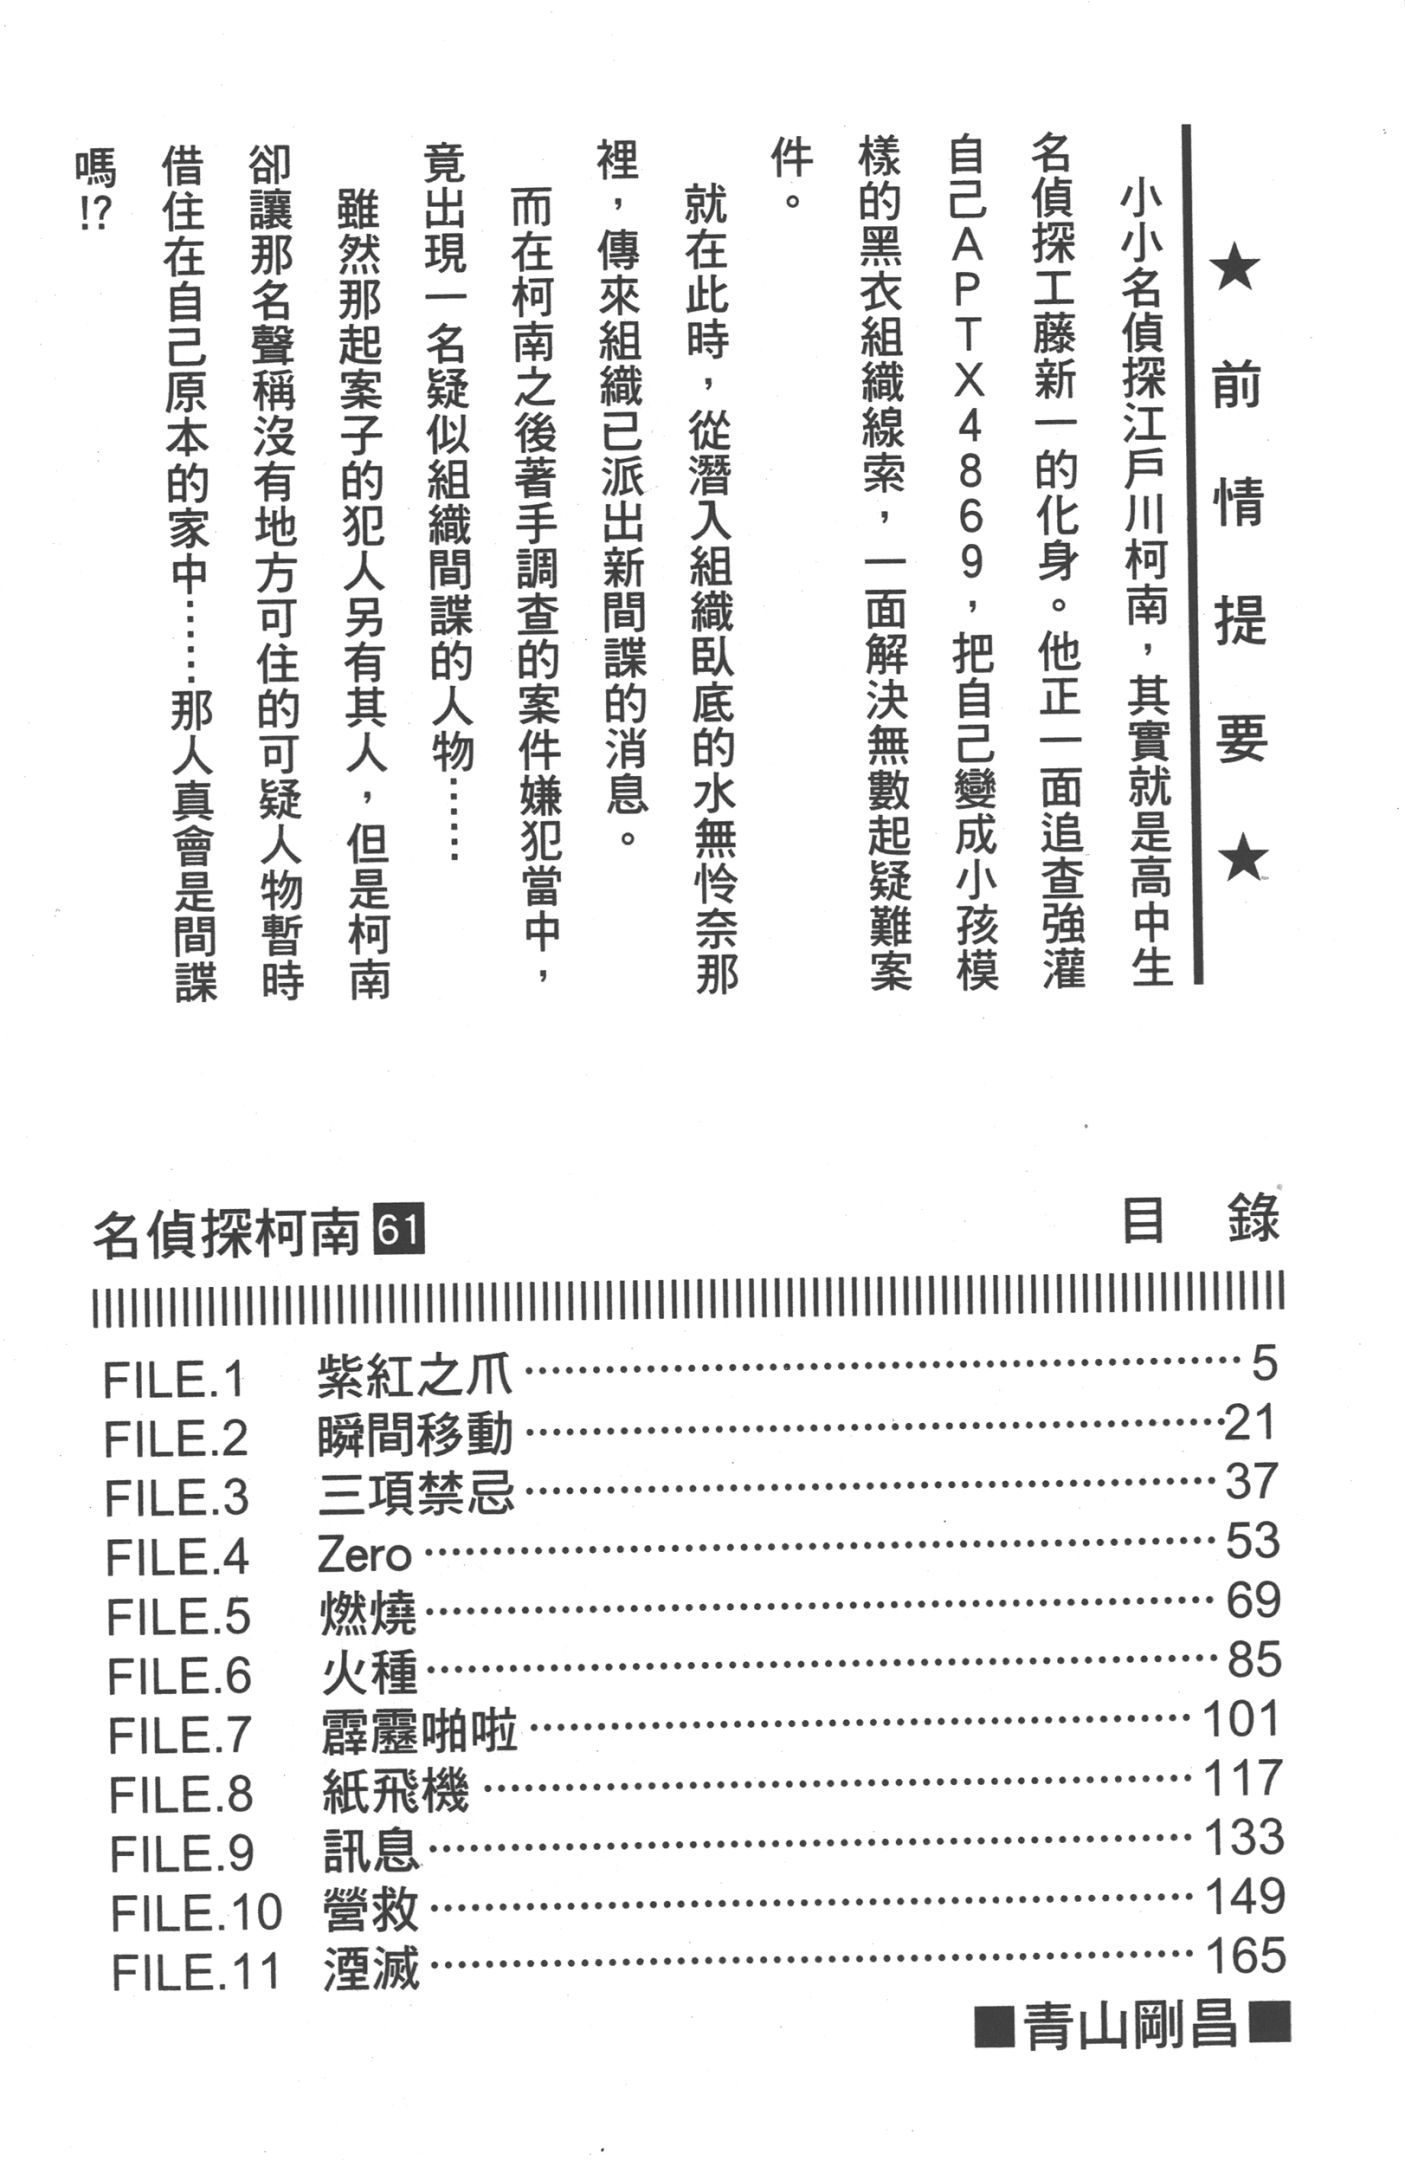 ★前情提要★
小小名偵探江戶川柯南，其實就是高中生
名偵探工藤新一的化身。他正一面追查強灌
自己APTX4869，把自己變成小孩模
樣的黑衣組織線索，一面解決無數起疑難案
件。
就在此時，從潛入組織臥底的水無怜奈那
裡，傳來組織已派出新間諜的消息。
而在柯南之後著手調查的案件嫌犯當中，
竟出現一名疑似組織間諜的人物……
雖然那起案子的犯人另有其人，但是柯南
卻讓那名聲稱沒有地方可住的可疑人物暫時
借住在自己原本的家中……那人真會是間諜
嗎!?
名偵探柯南61 目 錄
FILE.1 紫紅之爪……5
FILE.2 瞬間移動……21
FILE.3 三項禁忌……37
FILE.4 Zero……53
FILE.5 燃燒……69
FILE.6 火種……85
FILE.7 霹靂啪啦……101
FILE.8 紙飛機……117
FILE.9 訊息……133
FILE.10 營救……149
FILE.11 湮滅……165
■青山剛昌■